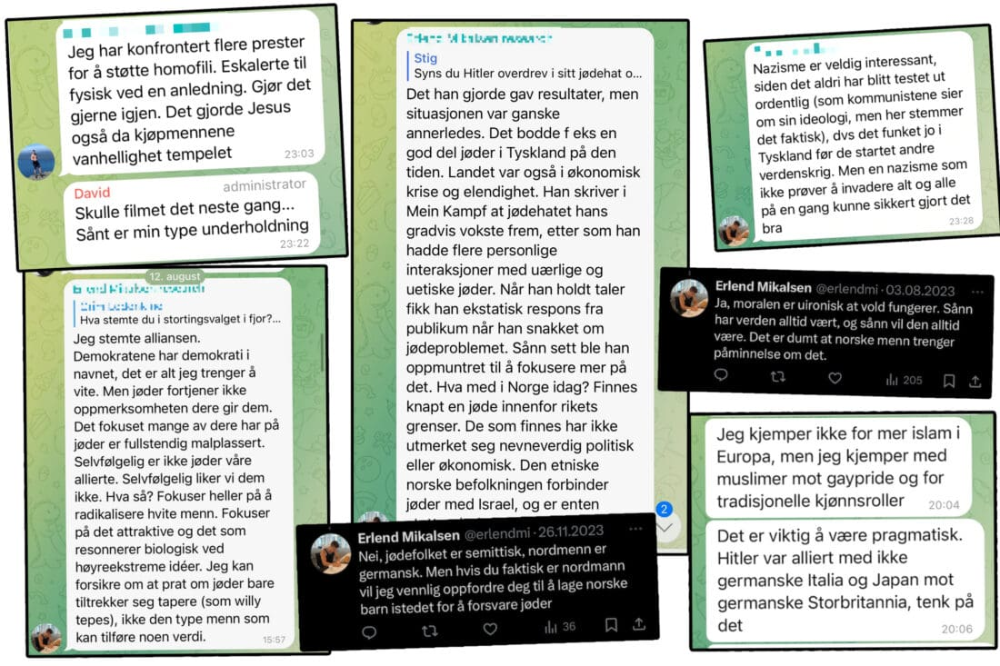 Jeg har konfrontert flere prester
for å støtte homofili. Eskalerte til
fysisk ved en anledning. Gjør det
gjerne igjen. Det gjorde Jesus
også da kjøpmennene
vanhellighet tempelet
23:03
David administrator
Skulle filmet det neste gang...
Sånt er min type underholdning
23:22
12. august
Hva stemte du i stortingsvalget i fjor?...
Jeg stemte alliansen.
Demokratene har demokrati i
navnet, det er alt jeg trenger å
vite. Men jøder fortjener ikke
oppmerksomheten dere gir dem.
Det fokuset mange av dere har på
jøder er fullstendig malplassert.
Selvfølgelig er ikke jøder våre
allierte. Selvfølgelig liker vi dem
ikke. Hva så? Fokuser heller på å
radikalisere hvite menn. Fokuser
på det attraktive og det som
resonnerer biologisk ved
høyreekstreme idéer. Jeg kan
forsikre om at prat om jøder bare
tiltrekker seg tapere (som willy
tepes), ikke den type menn som
kan tilføre noen verdi.
15:57
Stig
Syns du Hitler overdrev i sitt jødehat o...
Det han gjorde gav resultater, men
situasjonen var ganske
annerledes. Det bodde f eks en
god del jøder i Tyskland på den
tiden. Landet var også i økonomisk
krise og elendighet. Han skriver i
Mein Kampf at jødehatet hans
gradvis vokste frem, etter som han
hadde flere personlige
interaksjoner med uærlige og
uetiske jøder. Når han holdt taler
fikk han ekstatisk respons fra
publikum når han snakket om
jødeproblemet. Sånn sett ble han
oppmuntret til å fokusere mer på
det. Hva med i Norge idag? Finnes
knapt en jøde innenfor rikets
grenser. De som finnes har ikke
utmerket seg nevneverdig politisk
eller økonomisk. Den etniske
norske befolkningen forbinder
jøder med Israel, og er enten
2
Erlend Mikalsen @erlendmi · 26.11.2023 ...
Nei, jødefolket er semittisk, nordmenn er
germansk. Men hvis du faktisk er nordmann
vil jeg vennlig oppfordre deg til å lage norske
barn istedet for å forsvare jøder
36
Nazisme er veldig interessant,
siden det aldri har blitt testet ut
ordentlig (som kommunistene sier
om sin ideologi, men her stemmer
det faktisk), dvs det funket jo i
Tyskland før de startet andre
verdenskrig. Men en nazisme som
ikke prøver å invadere alt og alle
på en gang kunne sikkert gjort det
bra
23:28
Erlend Mikalsen @erlendmi · 03.08.2023 ...
Ja, moralen er uironisk at vold fungerer. Sånn
har verden alltid vært, og sånn vil den alltid
være. Det er dumt at norske menn trenger
påminnelse om det.
205
Jeg kjemper ikke for mer islam i
Europa, men jeg kjemper med
muslimer mot gaypride og for
tradisjonelle kjønnsroller
20:04
Det er viktig å være pragmatisk.
Hitler var alliert med ikke
germanske Italia og Japan mot
germanske Storbritannia, tenk på
det
20:06